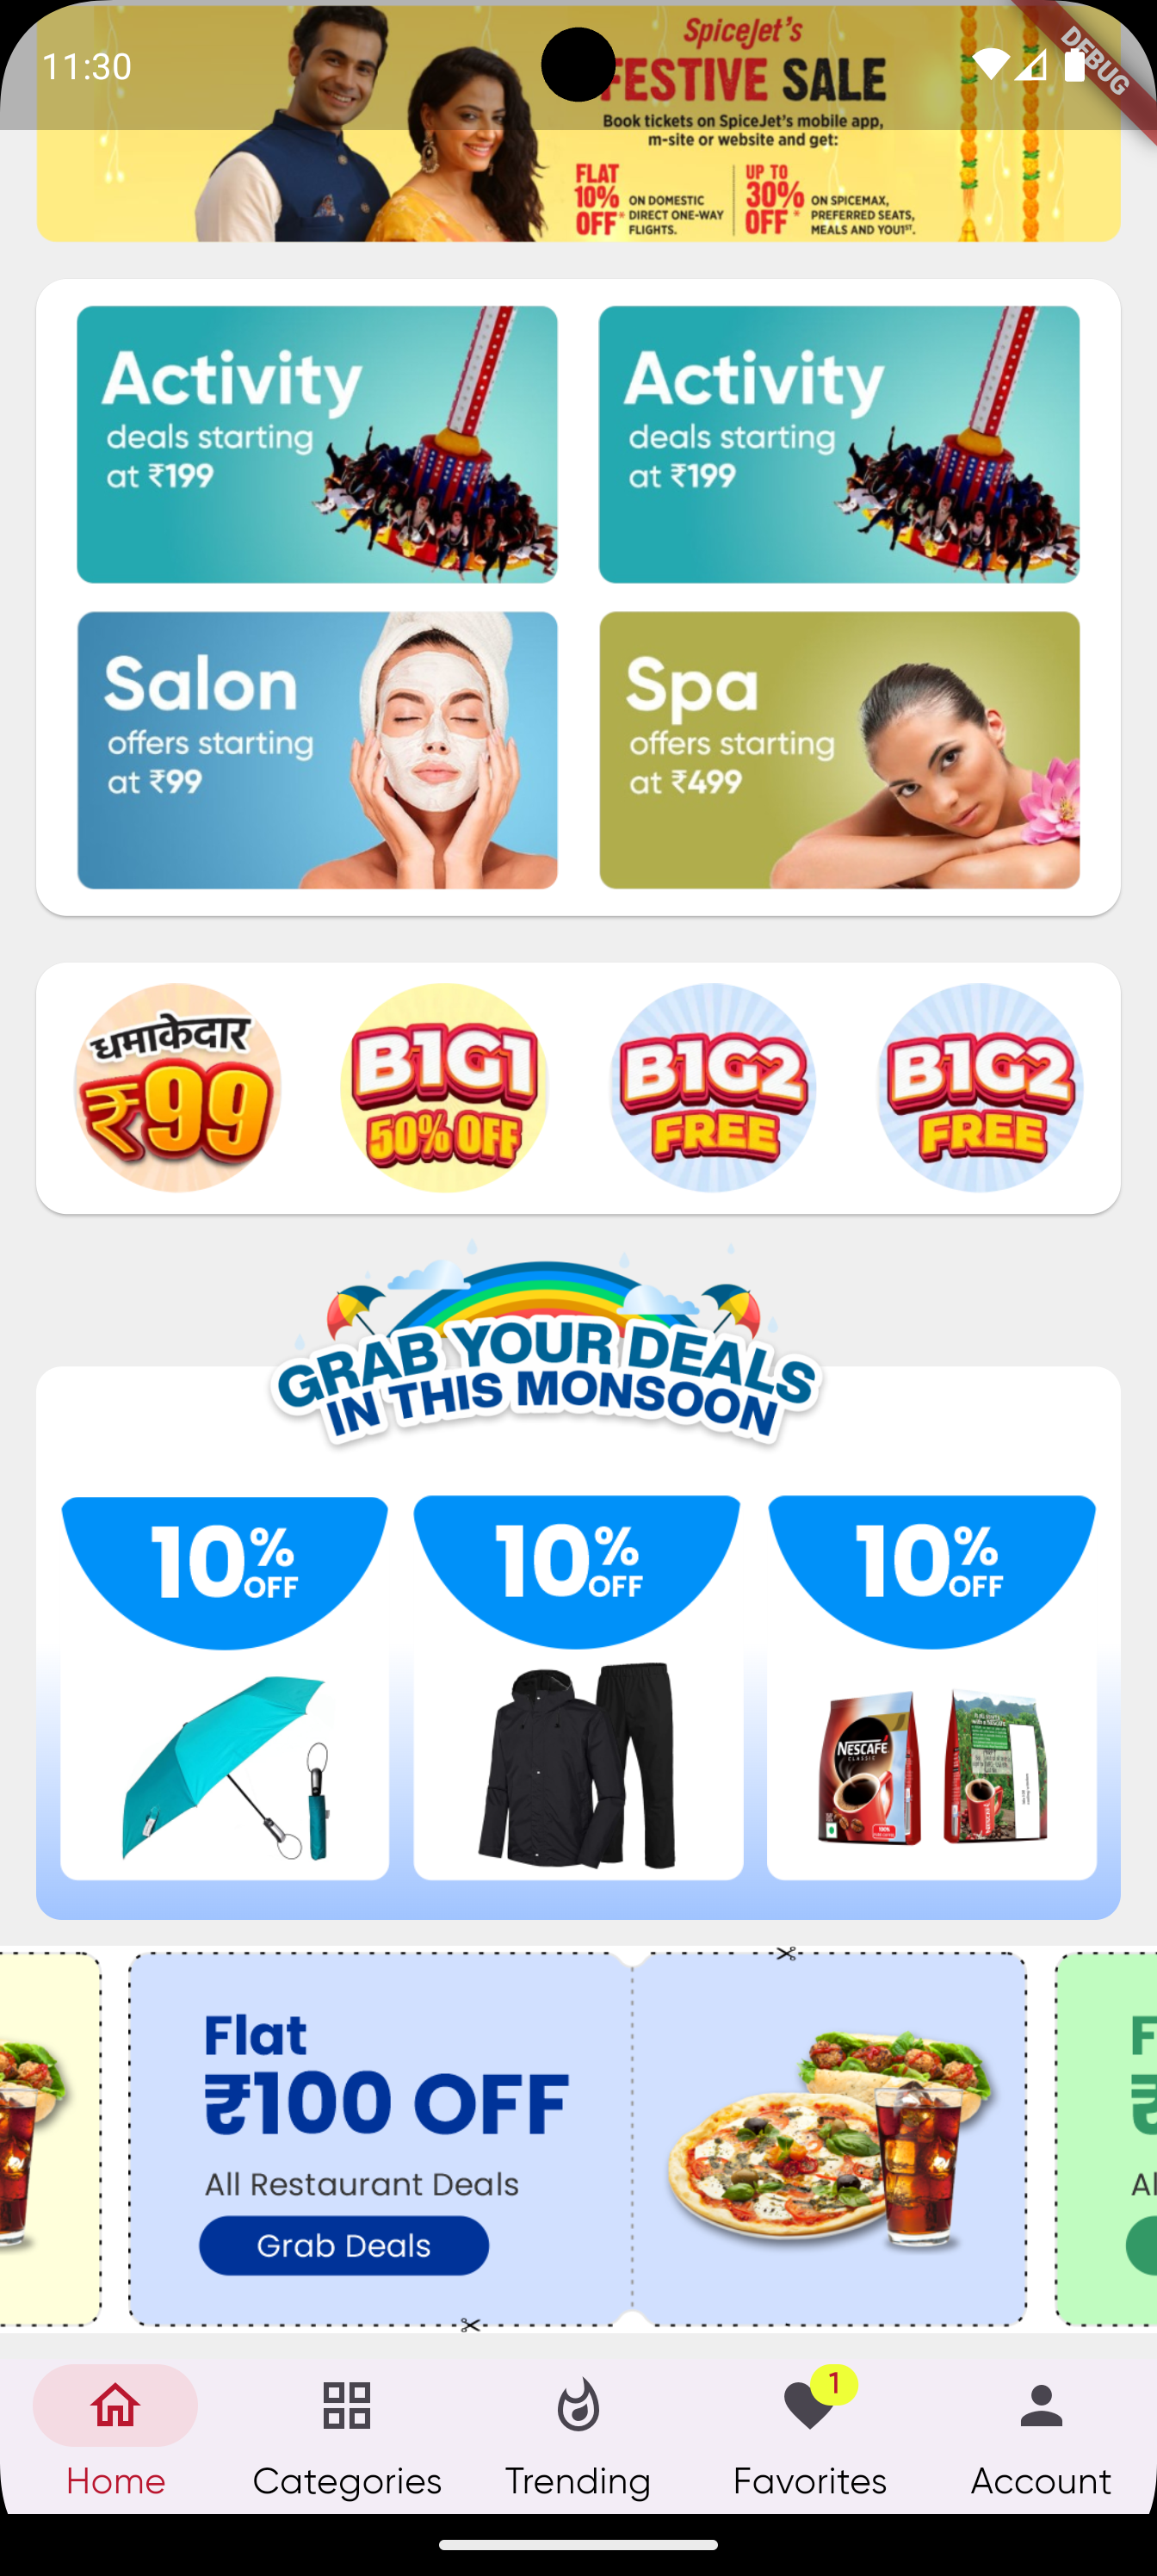 11:30
DEBUG
SpiceJet's
FESTIVE SALE
Book tickets on SpiceJet's mobile app,
m-site or website and get:
FLAT
10%
OFF*
ON DOMESTIC
DIRECT ONE-WAY
FLIGHTS.
UP TO
30%
OFF*
ON SPICEMAX,
PREFERRED SEATS,
MEALS AND YOU1ST.
Activity
deals starting
at ₹199
Activity
deals starting
at ₹199
Salon
offers starting
at ₹99
Spa
offers starting
at ₹499
धमाकेदार
₹99
B1G1
50% OFF
B1G2
FREE
B1G2
FREE
GRAB YOUR DEALS
IN THIS MONSOON
10% OFF
10% OFF
10% OFF
NESCAFÉ
CLASSIC
Flat
₹100 OFF
All Restaurant Deals
Grab Deals
1
Home
Categories
Trending
Favorites
Account